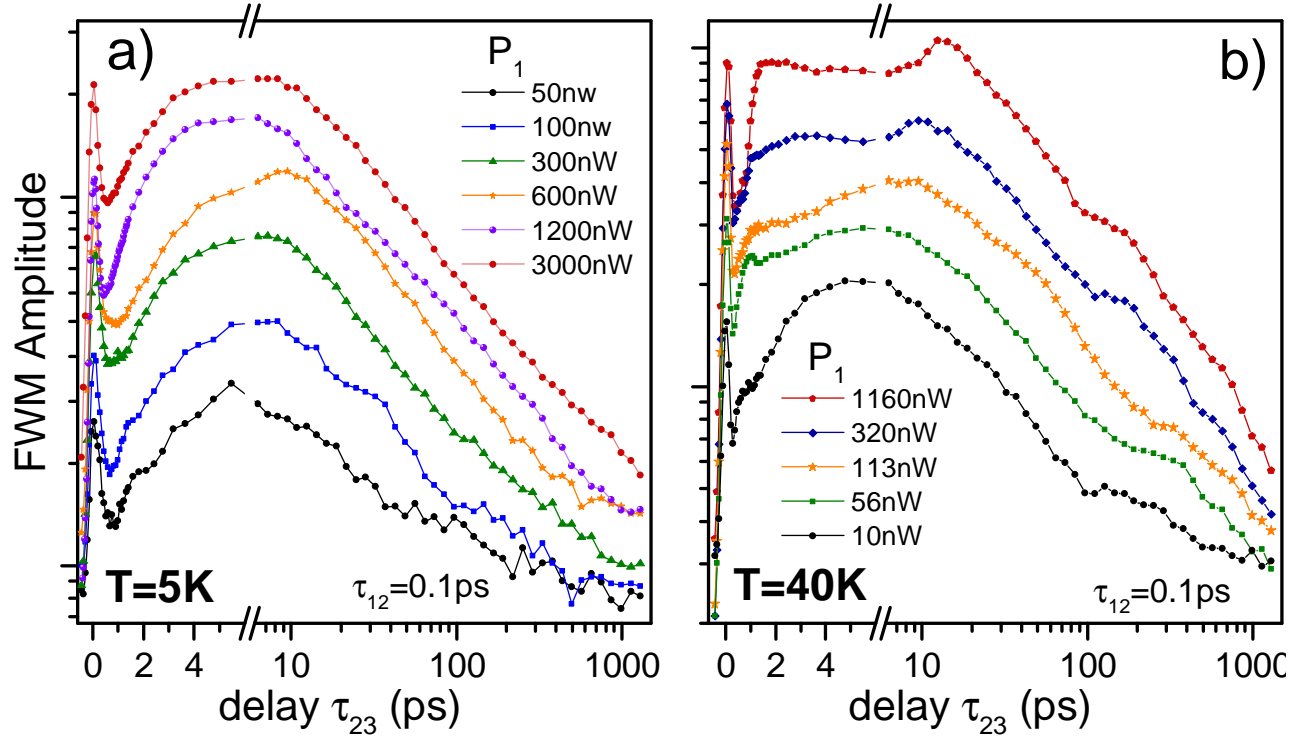 a)
P1
50nw
100nw
300nW
600nW
1200nW
3000nW
FWM Amplitude
T=5K
τ12=0.1ps
0 2 4 10 100 1000
delay τ23 (ps)
b)
P1
1160nW
320nW
113nW
56nW
10nW
T=40K
τ12=0.1ps
0 2 4 10 100 1000
delay τ23 (ps)